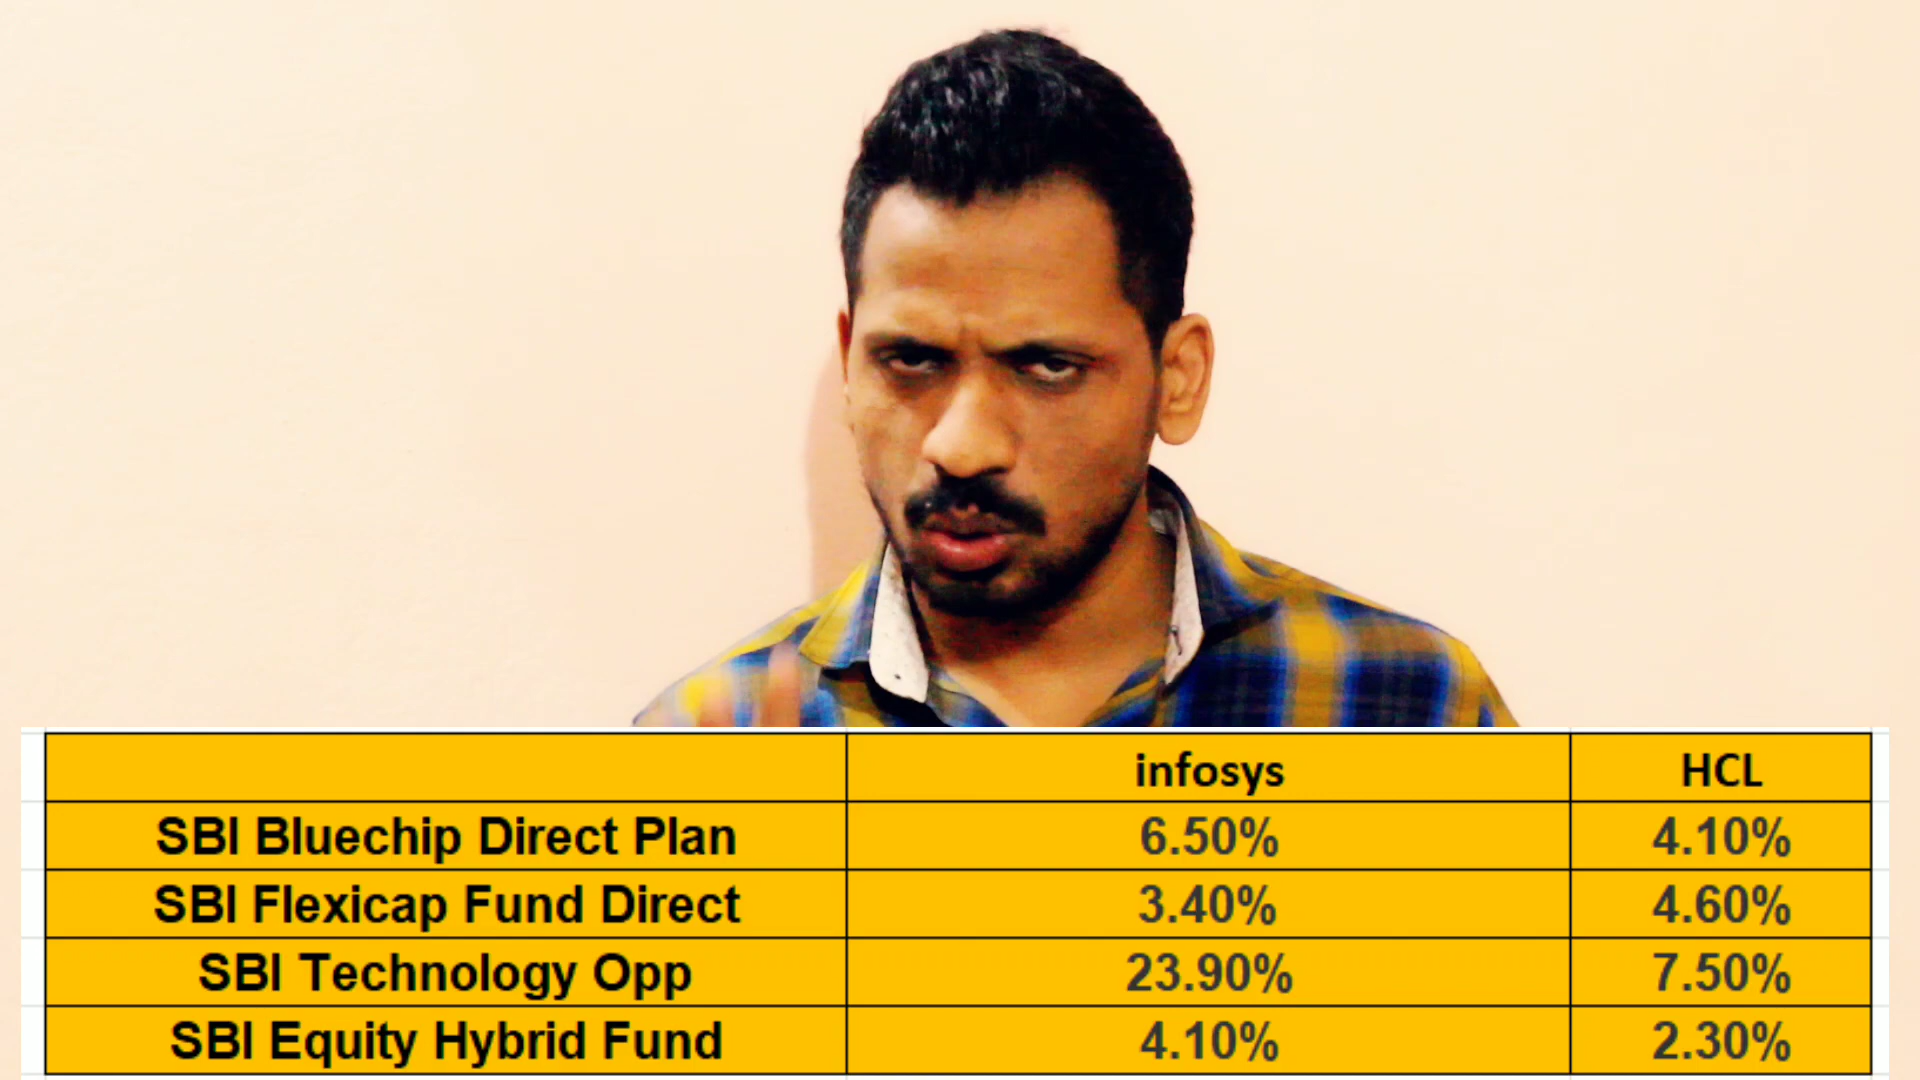 infosys HCL
SBI Bluechip Direct Plan 6.50% 4.10%
SBI Flexicap Fund Direct 3.40% 4.60%
SBI Technology Opp 23.90% 7.50%
SBI Equity Hybrid Fund 4.10% 2.30%